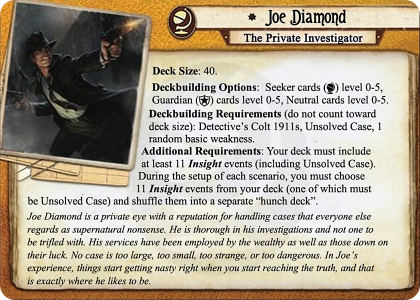 Joe Diamond
The Private Investigator
Deck Size: 40.
Deckbuilding Options: Seeker cards () level 0-5,
Guardian () cards level 0-5, Neutral cards level 0-5.
Deckbuilding Requirements (do not count toward
deck size): Detective's Colt 1911s, Unsolved Case, 1
random basic weakness.
Additional Requirements: Your deck must include
at least 11 Insight events (including Unsolved Case).
During the setup of each scenario, you must choose
11 Insight events from your deck (one of which must
be Unsolved Case) and shuffle them into a separate “hunch deck”.
Joe Diamond is a private eye with a reputation for handling cases that everyone else
regards as supernatural nonsense. He is thorough in his investigations and not one to
be trifled with. His services have been employed by the wealthy as well as those down on
their luck. No case is too large, too small, too strange, or too dangerous. In Joe's
experience, things start getting nasty right when you start reaching the truth, and that
is exactly where he likes to be.